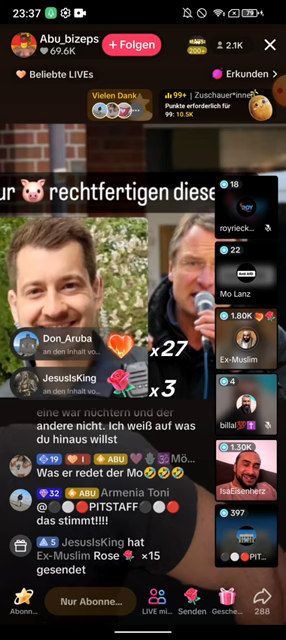 23:37
79
Abu_bizeps
69.6K
+ Folgen
200+
2.1K
Beliebte LIVEs
Erkunden >
Vielen Dank
99+ | Zuschauer*innen
Punkte erforderlich für
99: 10.5K
ur 🐷 rechtfertigen diese
18
royrieck...
22
Mo Lanz
1.80K
Ex-Muslim
4
billal
1.30K
IsaEisenherz
397
⚫⚪🔴PIT...
Don_Aruba
an den Inhalt vo...
x27
JesusIsKing
an den Inhalt vo...
x3
eine war nüchtern und der
andere nicht. Ich weiß auf was
du hinaus willst
19 ABU Mö...
Was er redet der Mo🤣🤣🤣
32 ABU Armenia Toni
@⚫⚪🔴PITSTAFF⚫⚪🔴
das stimmt!!!!
5 JesusIsKing hat
Ex-Muslim Rose 🌹 ×15
gesendet
Abonn...
Nur Abonne...
LIVE mi...
Senden
Gesche...
288